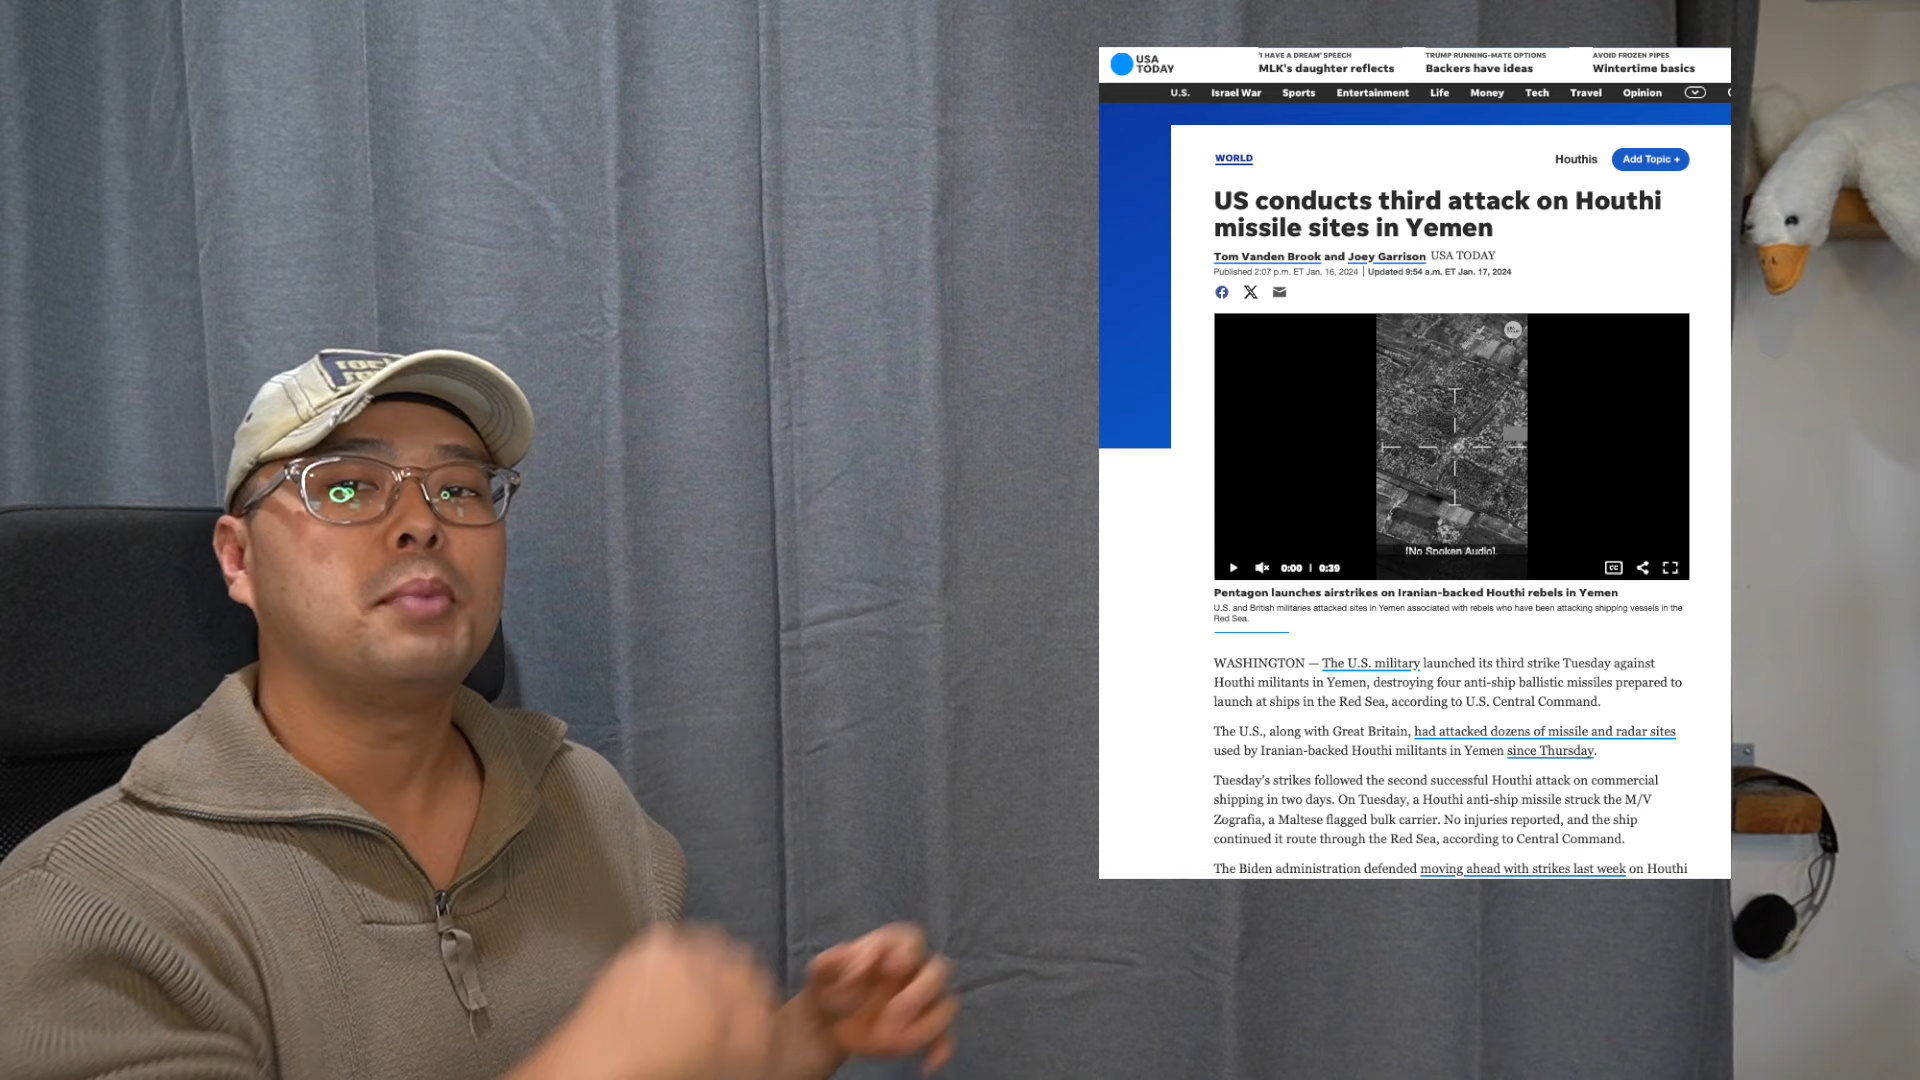 USA
TODAY
'I HAVE A DREAM' SPEECH
MLK's daughter reflects
TRUMP RUNNING-MATE OPTIONS
Backers have ideas
AVOID FROZEN PIPES
Wintertime basics
U.S. Israel War Sports Entertainment Life Money Tech Travel Opinion
WORLD
Houthis
Add Topic +
US conducts third attack on Houthi
missile sites in Yemen
Tom Vanden Brook and Joey Garrison USA TODAY
Published 2:07 p.m. ET Jan. 16, 2024 | Updated 9:54 a.m. ET Jan. 17, 2024
[No Spoken Audio].
0:00 | 0:39
CC
Pentagon launches airstrikes on Iranian-backed Houthi rebels in Yemen
U.S. and British militaries attacked sites in Yemen associated with rebels who have been attacking shipping vessels in the
Red Sea.
WASHINGTON — The U.S. military launched its third strike Tuesday against
Houthi militants in Yemen, destroying four anti-ship ballistic missiles prepared to
launch at ships in the Red Sea, according to U.S. Central Command.
The U.S., along with Great Britain, had attacked dozens of missile and radar sites
used by Iranian-backed Houthi militants in Yemen since Thursday.
Tuesday's strikes followed the second successful Houthi attack on commercial
shipping in two days. On Tuesday, a Houthi anti-ship missile struck the M/V
Zografia, a Maltese flagged bulk carrier. No injuries reported, and the ship
continued it route through the Red Sea, according to Central Command.
The Biden administration defended moving ahead with strikes last week on Houthi